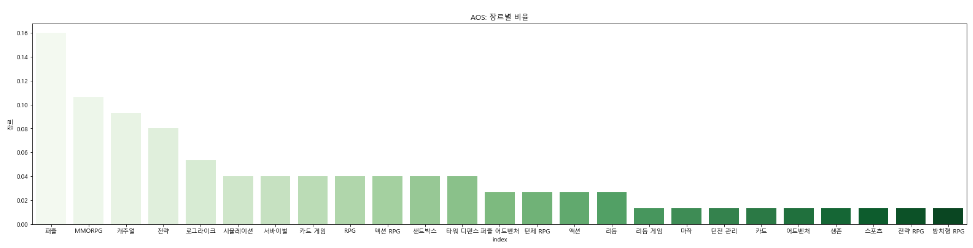 AOS: 장르별 비율
0.16
0.14
0.12
0.10
0.08
0.06
0.04
0.02
0.00
비율
퍼즐 MMORPG 캐주얼 전략 로그라이크 시뮬레이션 서바이벌 카드 게임 RPG 액션 RPG 샌드박스 타워 디펜스 퍼즐 어드벤처 턴제 RPG 액션 리듬 리듬 게임 마작 던전 관리 카드 어드벤처 생존 스포츠 전략 RPG 방치형 RPG
index